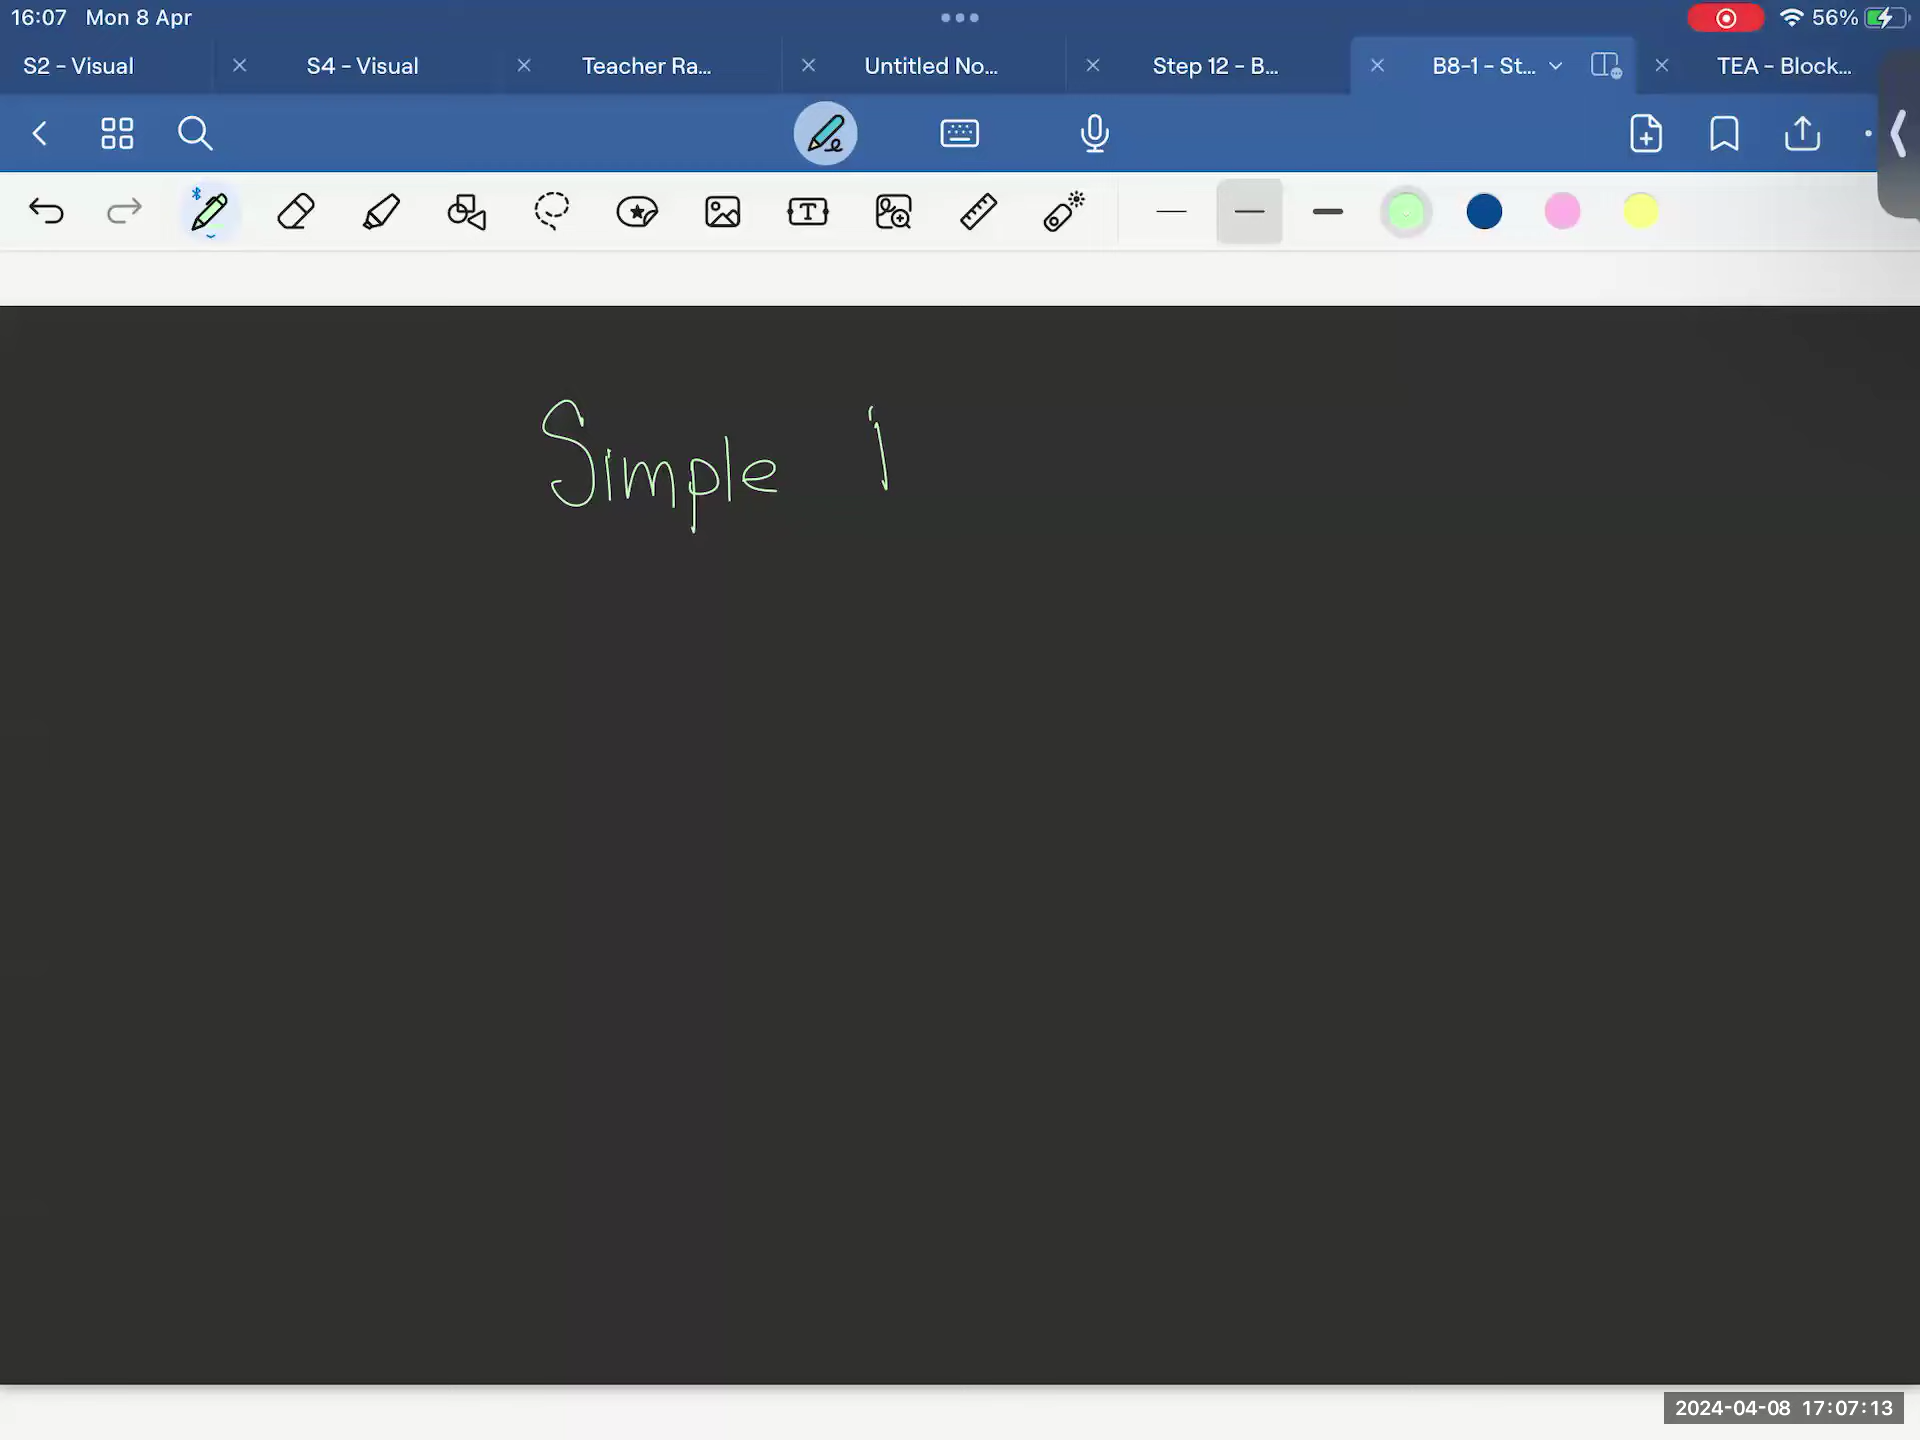 16:07 Mon 8 Apr 56%
S2 - Visual S4 - Visual Teacher Ra... Untitled No... Step 12 - B... B8-1 - St... TEA - Block...
Simple i
2024-04-08 17:07:13